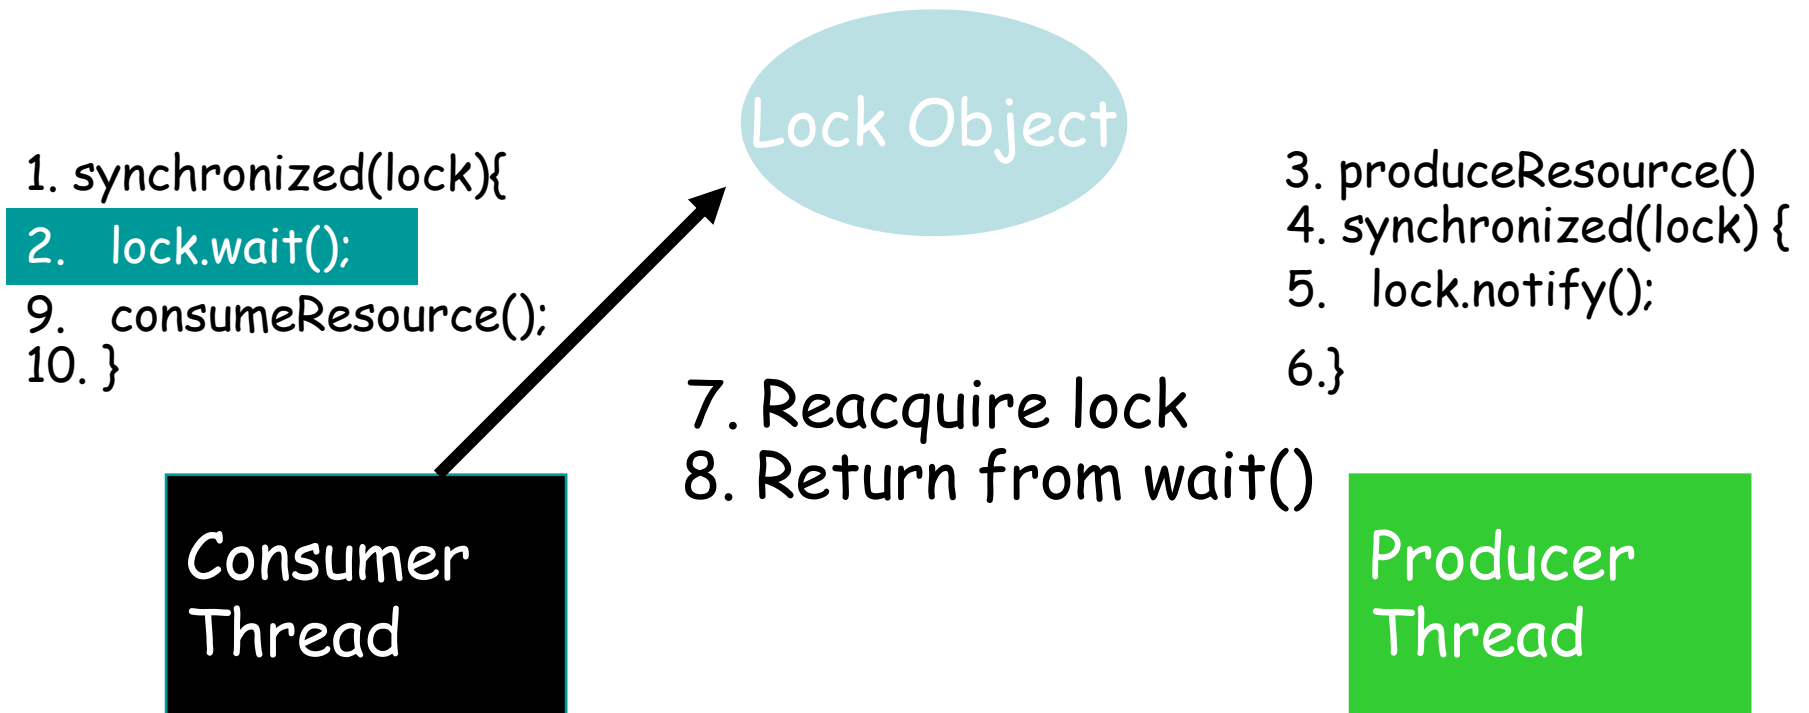 Lock Object
1. synchronized(lock){
2. lock.wait();
9. consumeResource();
10. }
3. produceResource()
4. synchronized(lock) {
5. lock.notify();
6.}
7. Reacquire lock
8. Return from wait()
Consumer
Thread
Producer
Thread